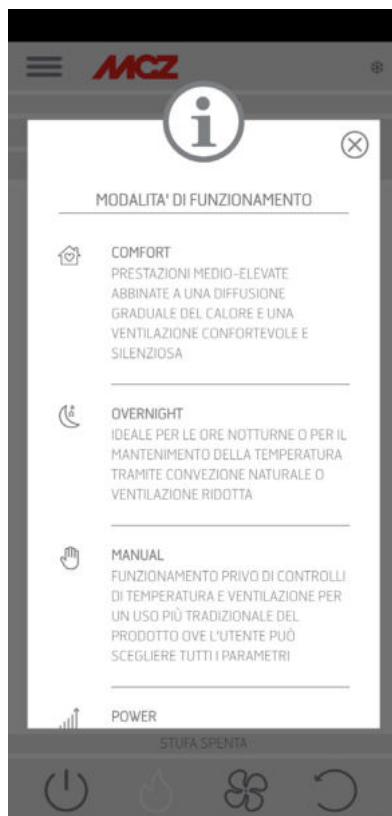 MCZ
MODALITA' DI FUNZIONAMENTO
COMFORT
PRESTAZIONI MEDIO-ELEVATE
ABBINATE A UNA DIFFUSIONE
GRADUALE DEL CALORE E UNA
VENTILAZIONE CONFORTEVOLE E
SILENZIOSA
OVERNIGHT
IDEALE PER LE ORE NOTTURNE O PER IL
MANTENIMENTO DELLA TEMPERATURA
TRAMITE CONVEZIONE NATURALE O
VENTILAZIONE RIDOTTA
MANUAL
FUNZIONAMENTO PRIVO DI CONTROLLI
DI TEMPERATURA E VENTILAZIONE PER
UN USO PIÙ TRADIZIONALE DEL
PRODOTTO OVE L'UTENTE PUÒ
SCEGLIERE TUTTI I PARAMETRI
POWER
STUFA SPENTA